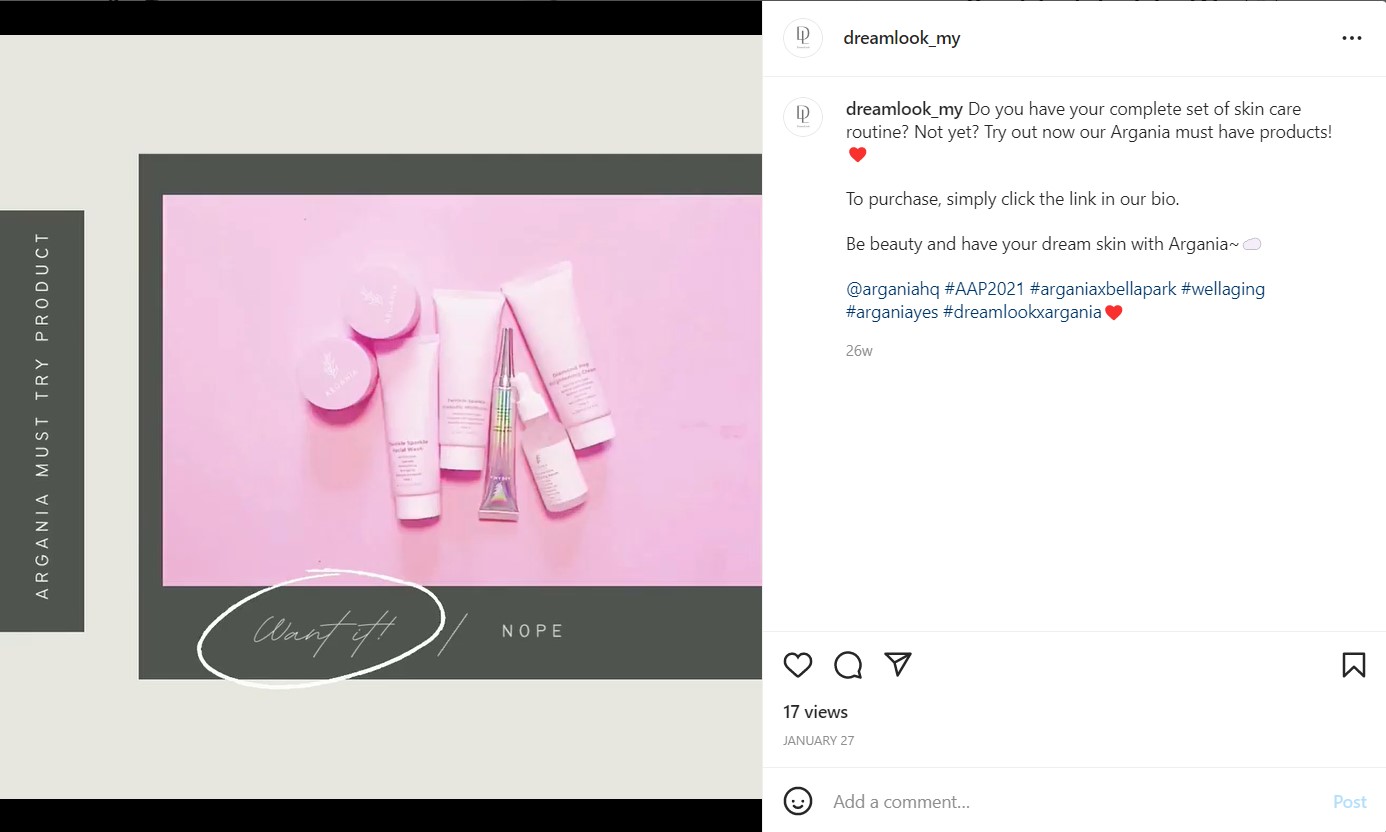 ARGANIA MUST TRY PRODUCT
ARGANIA
ARGANIA
Want it! / NOPE
dreamlook_my
dreamlook_my Do you have your complete set of skin care
routine? Not yet? Try out now our Argania must have products!
❤️
To purchase, simply click the link in our bio.
Be beauty and have your dream skin with Argania~☁️
@arganiahq #AAP2021 #arganiaxbellapark #wellaging
#arganiayes #dreamlookxargania❤️
26w
17 views
JANUARY 27
Add a comment...
Post